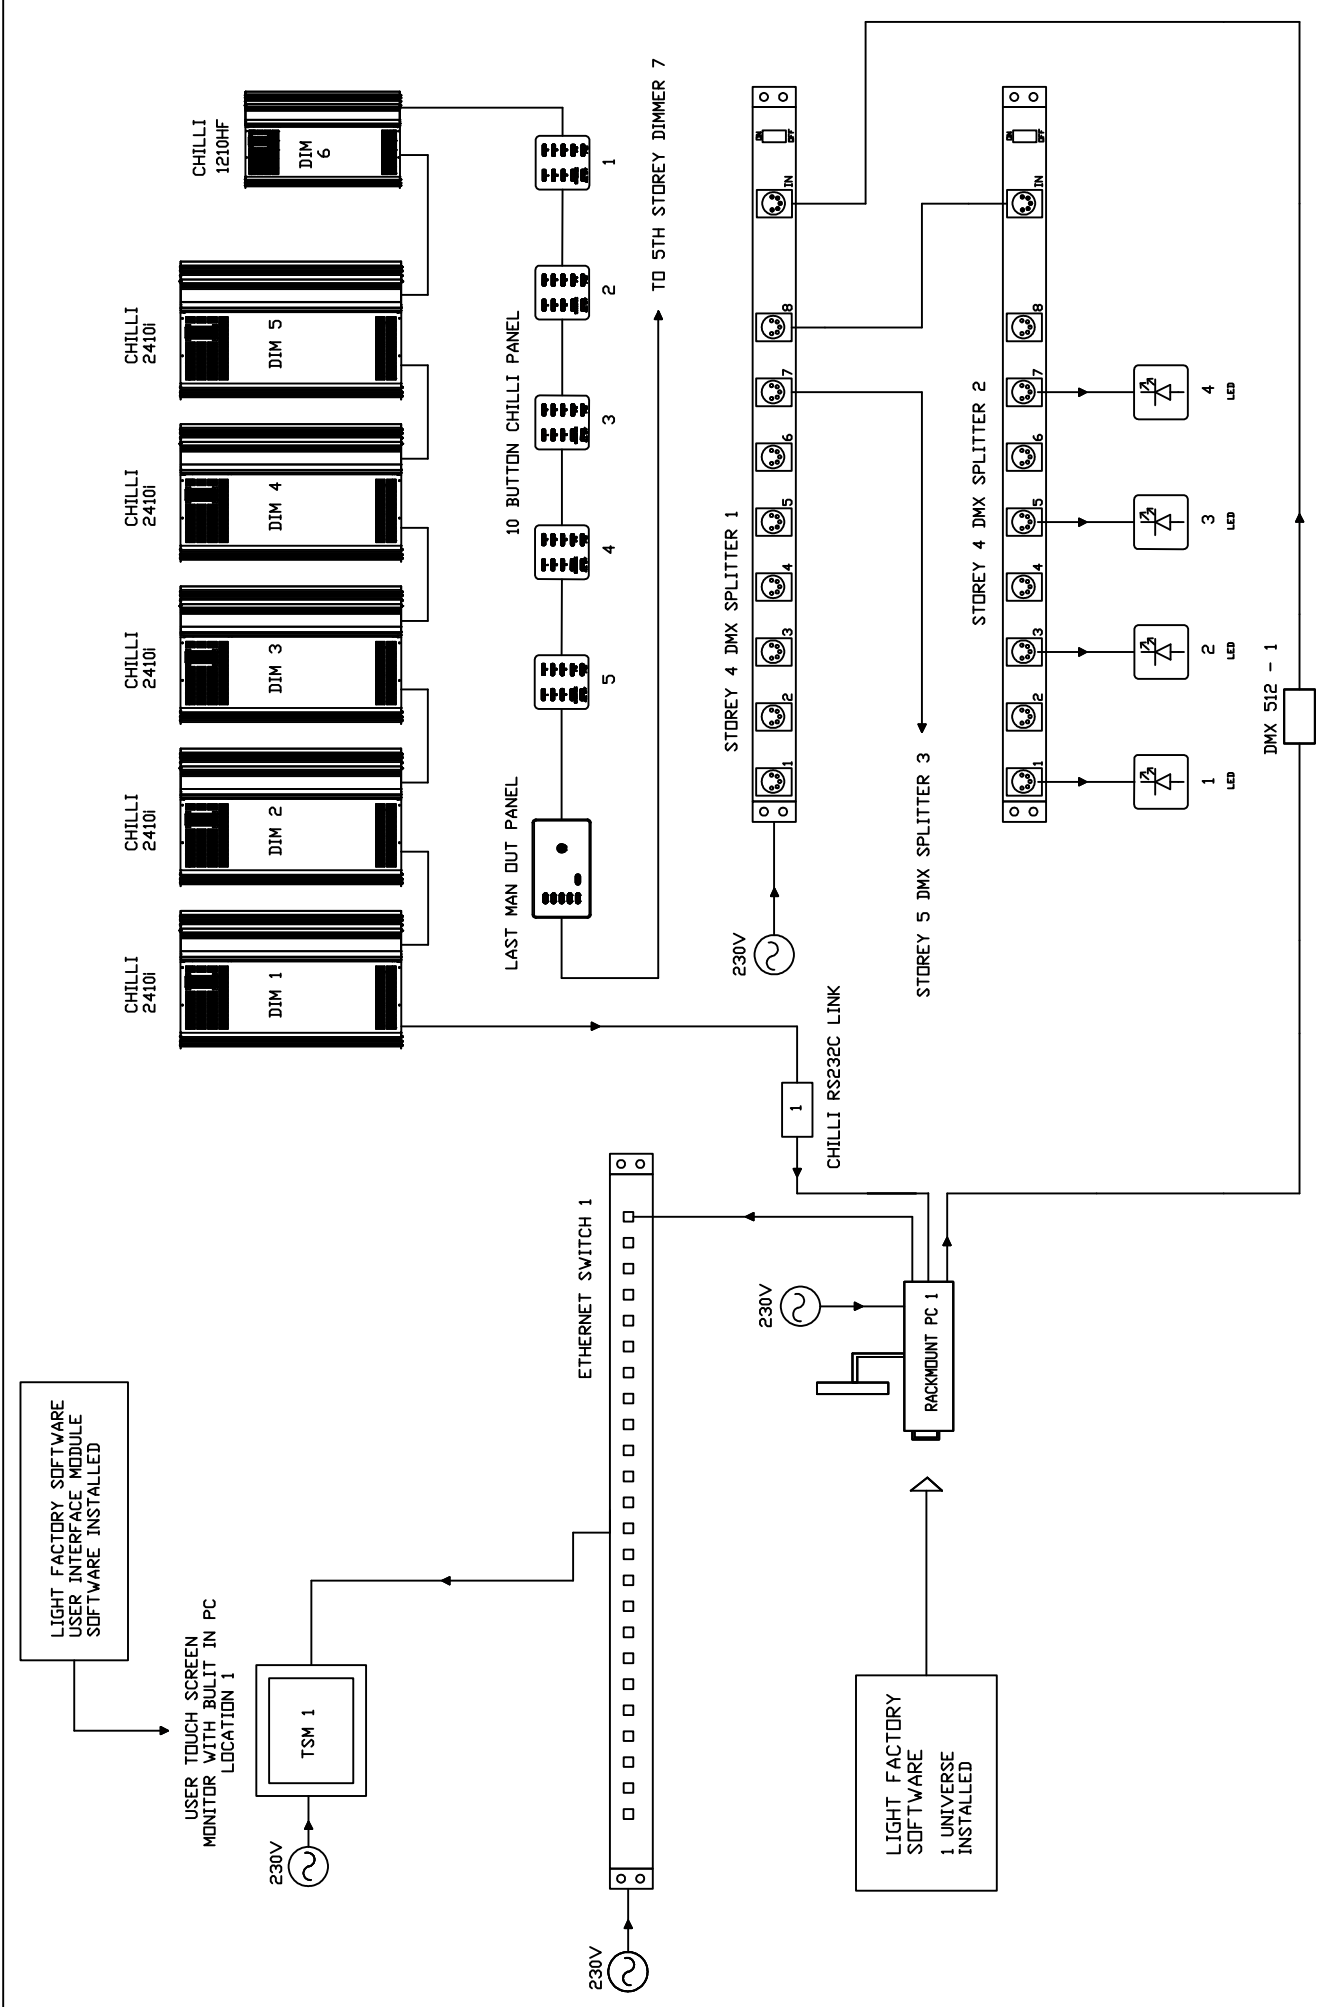 LIGHT FACTORY SOFTWARE
USER INTERFACE MODULE
SOFTWARE INSTALLED
USER TOUCH SCREEN
MONITOR WITH BULIT IN PC
LOCATION 1
TSM 1
230V
CHILLI
2410i
DIM 1
CHILLI
2410i
DIM 2
CHILLI
2410i
DIM 3
CHILLI
2410i
DIM 4
CHILLI
2410i
DIM 5
CHILLI
1210HF
DIM
6
LAST MAN OUT PANEL
10 BUTTON CHILLI PANEL
5
4
3
2
1
TO 5TH STOREY DIMMER 7
230V
ETHERNET SWITCH 1
STOREY 4 DMX SPLITTER 1
230V
1
2
3
4
5
6
7
8
IN
ON
OFF
230V
1
CHILLI RS232C LINK
RACKMOUNT PC 1
LIGHT FACTORY
SOFTWARE
1 UNIVERSE
INSTALLED
STOREY 5 DMX SPLITTER 3
STOREY 4 DMX SPLITTER 2
1
2
3
4
5
6
7
8
IN
ON
OFF
1
LED
2
LED
3
LED
4
LED
DMX 512 - 1